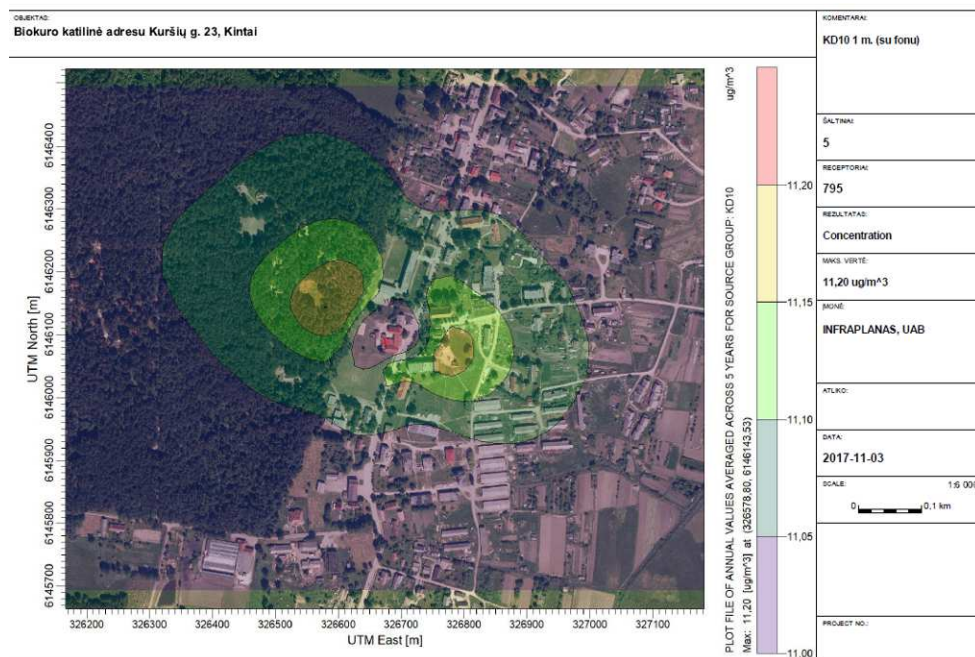 OBJEKTAS:
Biokuro katilinė adresu Kuršių g. 23, Kintai
UTM North [m]
6146400
6146300
6146200
6146100
6146000
6145900
6145800
6145700
326200
326300
326400
326500
326600
326700
326800
326900
327000
327100
UTM East [m]
PLOT FILE OF ANNUAL VALUES AVERAGED ACROSS 5 YEARS FOR SOURCE GROUP: KD10
Max: 11,20 [ug/m^3] at (326578,80, 6146143,53)
ug/m^3
11,20
11,15
11,10
11,05
11,00
KOMENTARAI:
KD10 1 m. (su fonu)
ŠALTINIAI:
5
RECEPTORIAI:
795
REZULTATAS:
Concentration
MAKS. VERTĖ:
11,20 ug/m^3
ĮMONĖ:
INFRAPLANAS, UAB
ATLIKO:
DATA:
2017-11-03
SCALE:
1:6 000
0
0,1 km
PROJECT NO.: